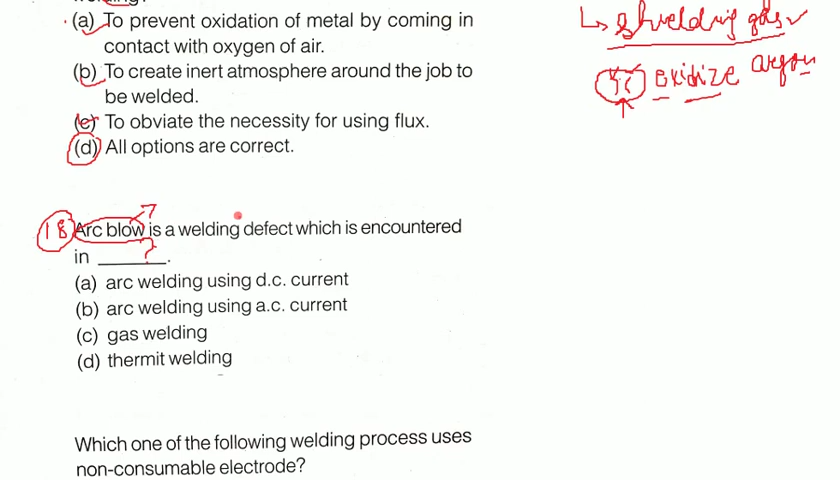 (a) To prevent oxidation of metal by coming in
contact with oxygen of air.
(b) To create inert atmosphere around the job to
be welded.
(c) To obviate the necessity for using flux.
(d) All options are correct.
shielding gas
oxidize argon
18 Arc blow is a welding defect which is encountered
in ______?
(a) arc welding using d.c. current
(b) arc welding using a.c. current
(c) gas welding
(d) thermit welding
Which one of the following welding process uses
non-consumable electrode?